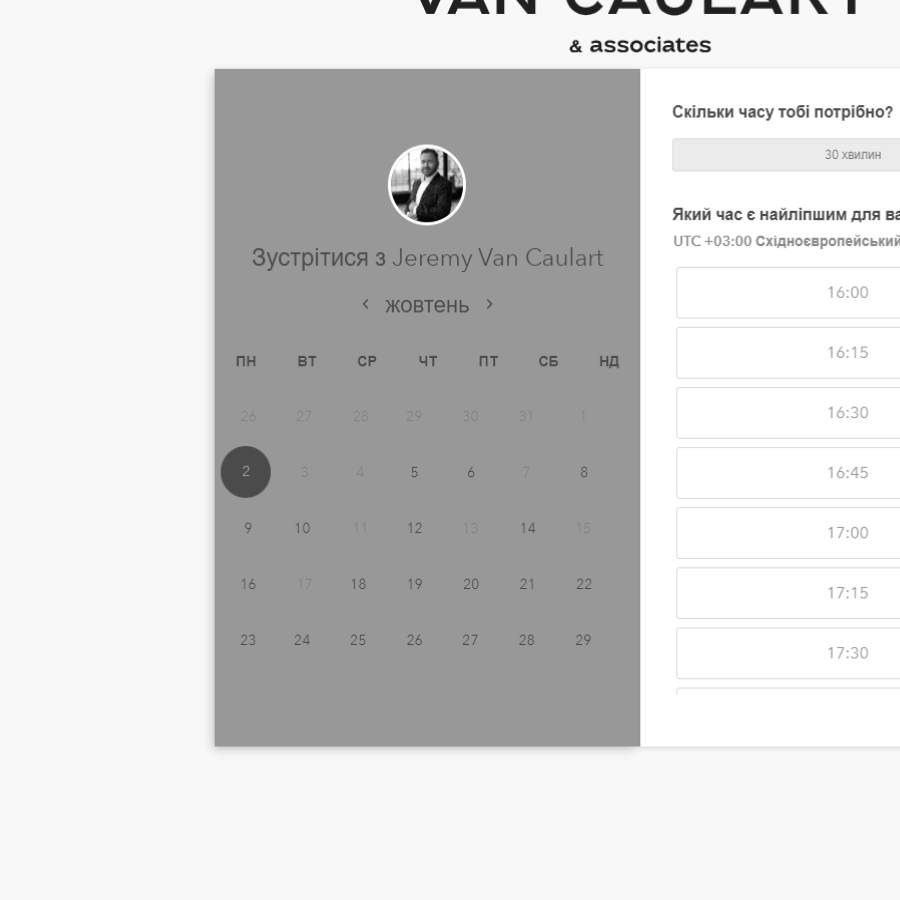 VAN CAULART
& associates
Зустрітися з Jeremy Van Caulart
‹ жовтень ›
ПН ВТ СР ЧТ ПТ СБ НД
26 27 28 29 30 31 1
2 3 4 5 6 7 8
9 10 11 12 13 14 15
16 17 18 19 20 21 22
23 24 25 26 27 28 29
Скільки часу тобі потрібно?
30 хвилин
Який час є найліпшим для ва
UTC +03:00 Східноєвропейський
16:00
16:15
16:30
16:45
17:00
17:15
17:30